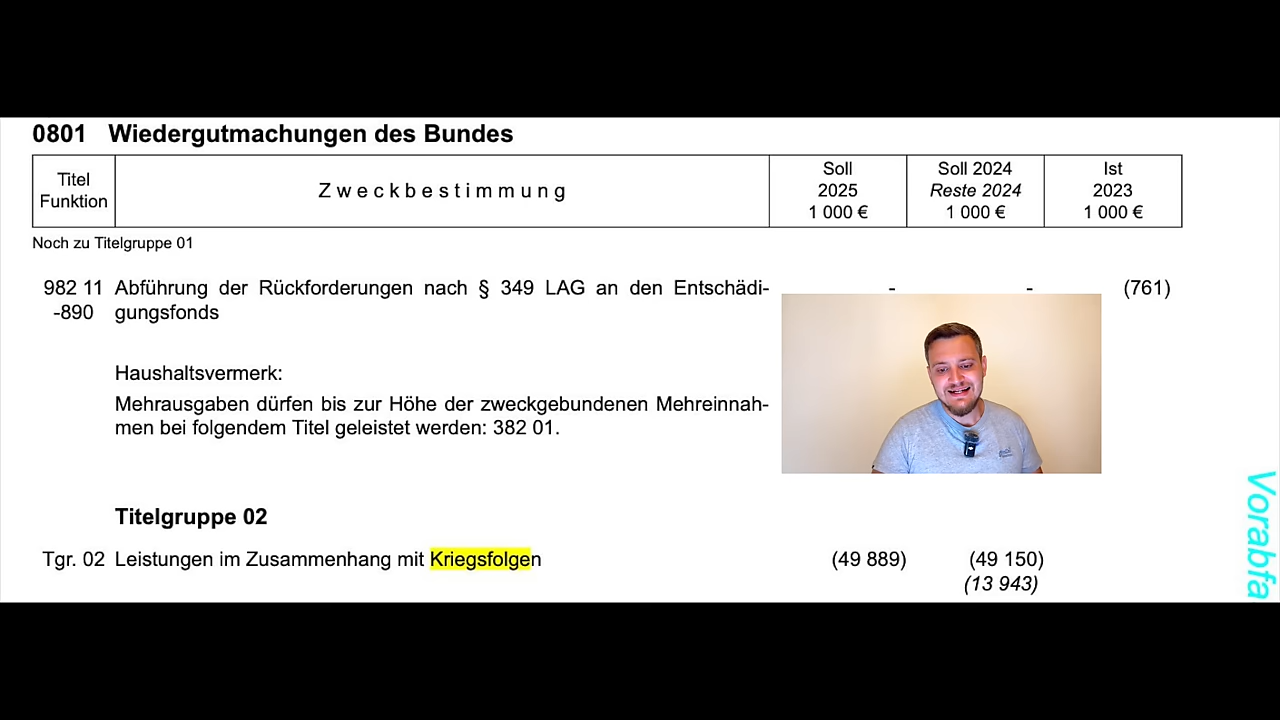 0801 Wiedergutmachungen des Bundes
Titel
Funktion
Zweckbestimmung
Soll
2025
1 000 €
Soll 2024
Reste 2024
1 000 €
Ist
2023
1 000 €
Noch zu Titelgruppe 01
982 11 Abführung der Rückforderungen nach § 349 LAG an den Entschädi- - - (761)
-890 gungsfonds
Haushaltsvermerk:
Mehrausgaben dürfen bis zur Höhe der zweckgebundenen Mehreinnah-
men bei folgendem Titel geleistet werden: 382 01.
Titelgruppe 02
Tgr. 02 Leistungen im Zusammenhang mit Kriegsfolgen (49 889) (49 150)
(13 943)
Vorabfa